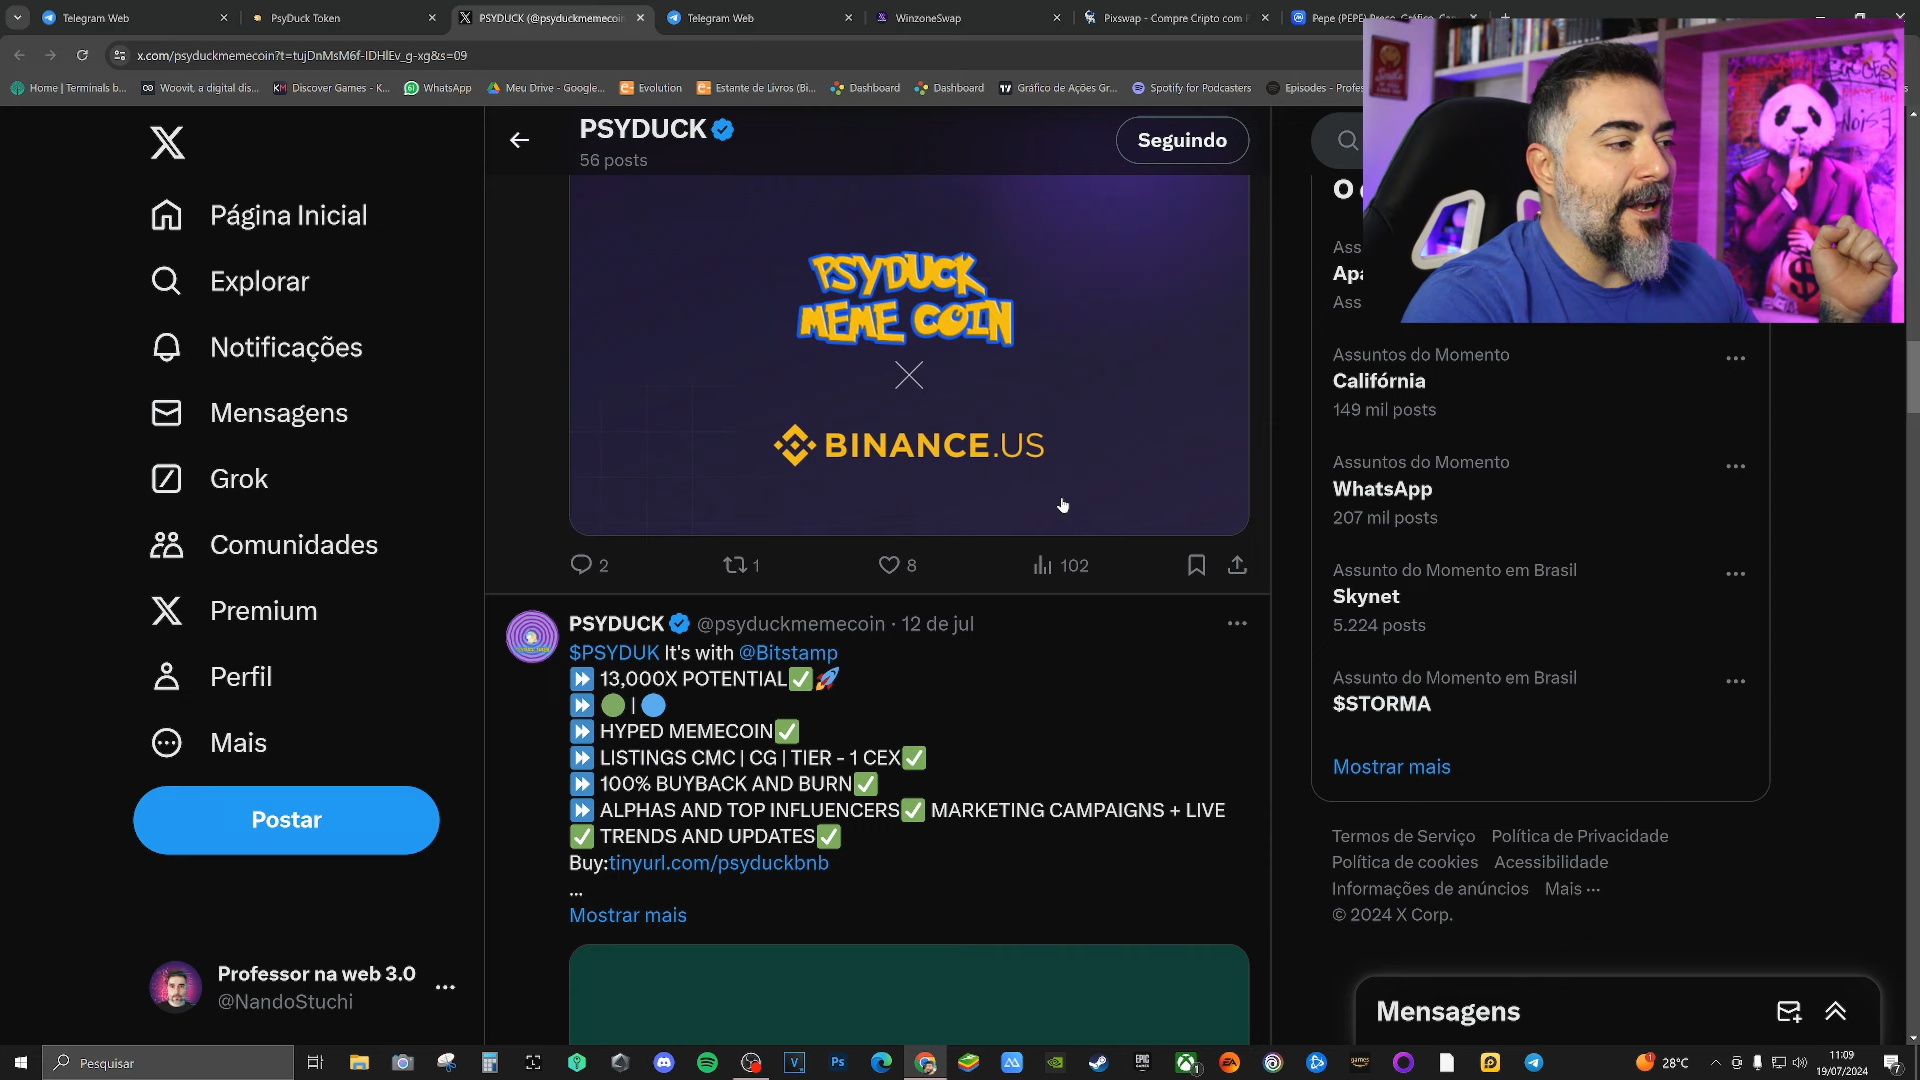 Telegram Web
PsyDuck Token
PSYDUCK (@psyduckmemecoin
Telegram Web
WinzoneSwap
Pixswap - Compre Cripto com
Pepe (PEPE) Preço, Gráfico,
x.com/psyduckmemecoin?t=tujDnMsM6f-IDHlEv_g-xg&s=09
Home | Terminals b...
Woovit, a digital dis...
Discover Games - K...
WhatsApp
Meu Drive - Google...
Evolution
Estante de Livros (Bi...
Dashboard
Dashboard
Gráfico de Ações Gr...
Spotify for Podcasters
Episodes - Profes
PSYDUCK
56 posts
Seguindo
Página Inicial
Explorar
Notificações
Mensagens
Grok
Comunidades
Premium
Perfil
Mais
Postar
Professor na web 3.0
@NandoStuchi
PSYDUCK
MEME COIN
BINANCE.US
2
1
8
102
PSYDUCK @psyduckmemecoin · 12 de jul
$PSYDUK It's with @Bitstamp
⏩ 13,000X POTENTIAL✅🚀
⏩ 🟢 | 🔵
⏩ HYPED MEMECOIN✅
⏩ LISTINGS CMC | CG | TIER - 1 CEX✅
⏩ 100% BUYBACK AND BURN✅
⏩ ALPHAS AND TOP INFLUENCERS✅ MARKETING CAMPAIGNS + LIVE
✅ TRENDS AND UPDATES✅
Buy:tinyurl.com/psyduckbnb
...
Mostrar mais
O
Ass
Apa
Ass
Assuntos do Momento
Califórnia
149 mil posts
Assuntos do Momento
WhatsApp
207 mil posts
Assunto do Momento em Brasil
Skynet
5.224 posts
Assunto do Momento em Brasil
$STORMA
Mostrar mais
Termos de Serviço Política de Privacidade
Política de cookies Acessibilidade
Informações de anúncios Mais ···
© 2024 X Corp.
Mensagens
Pesquisar
28°C
11:09
19/07/2024